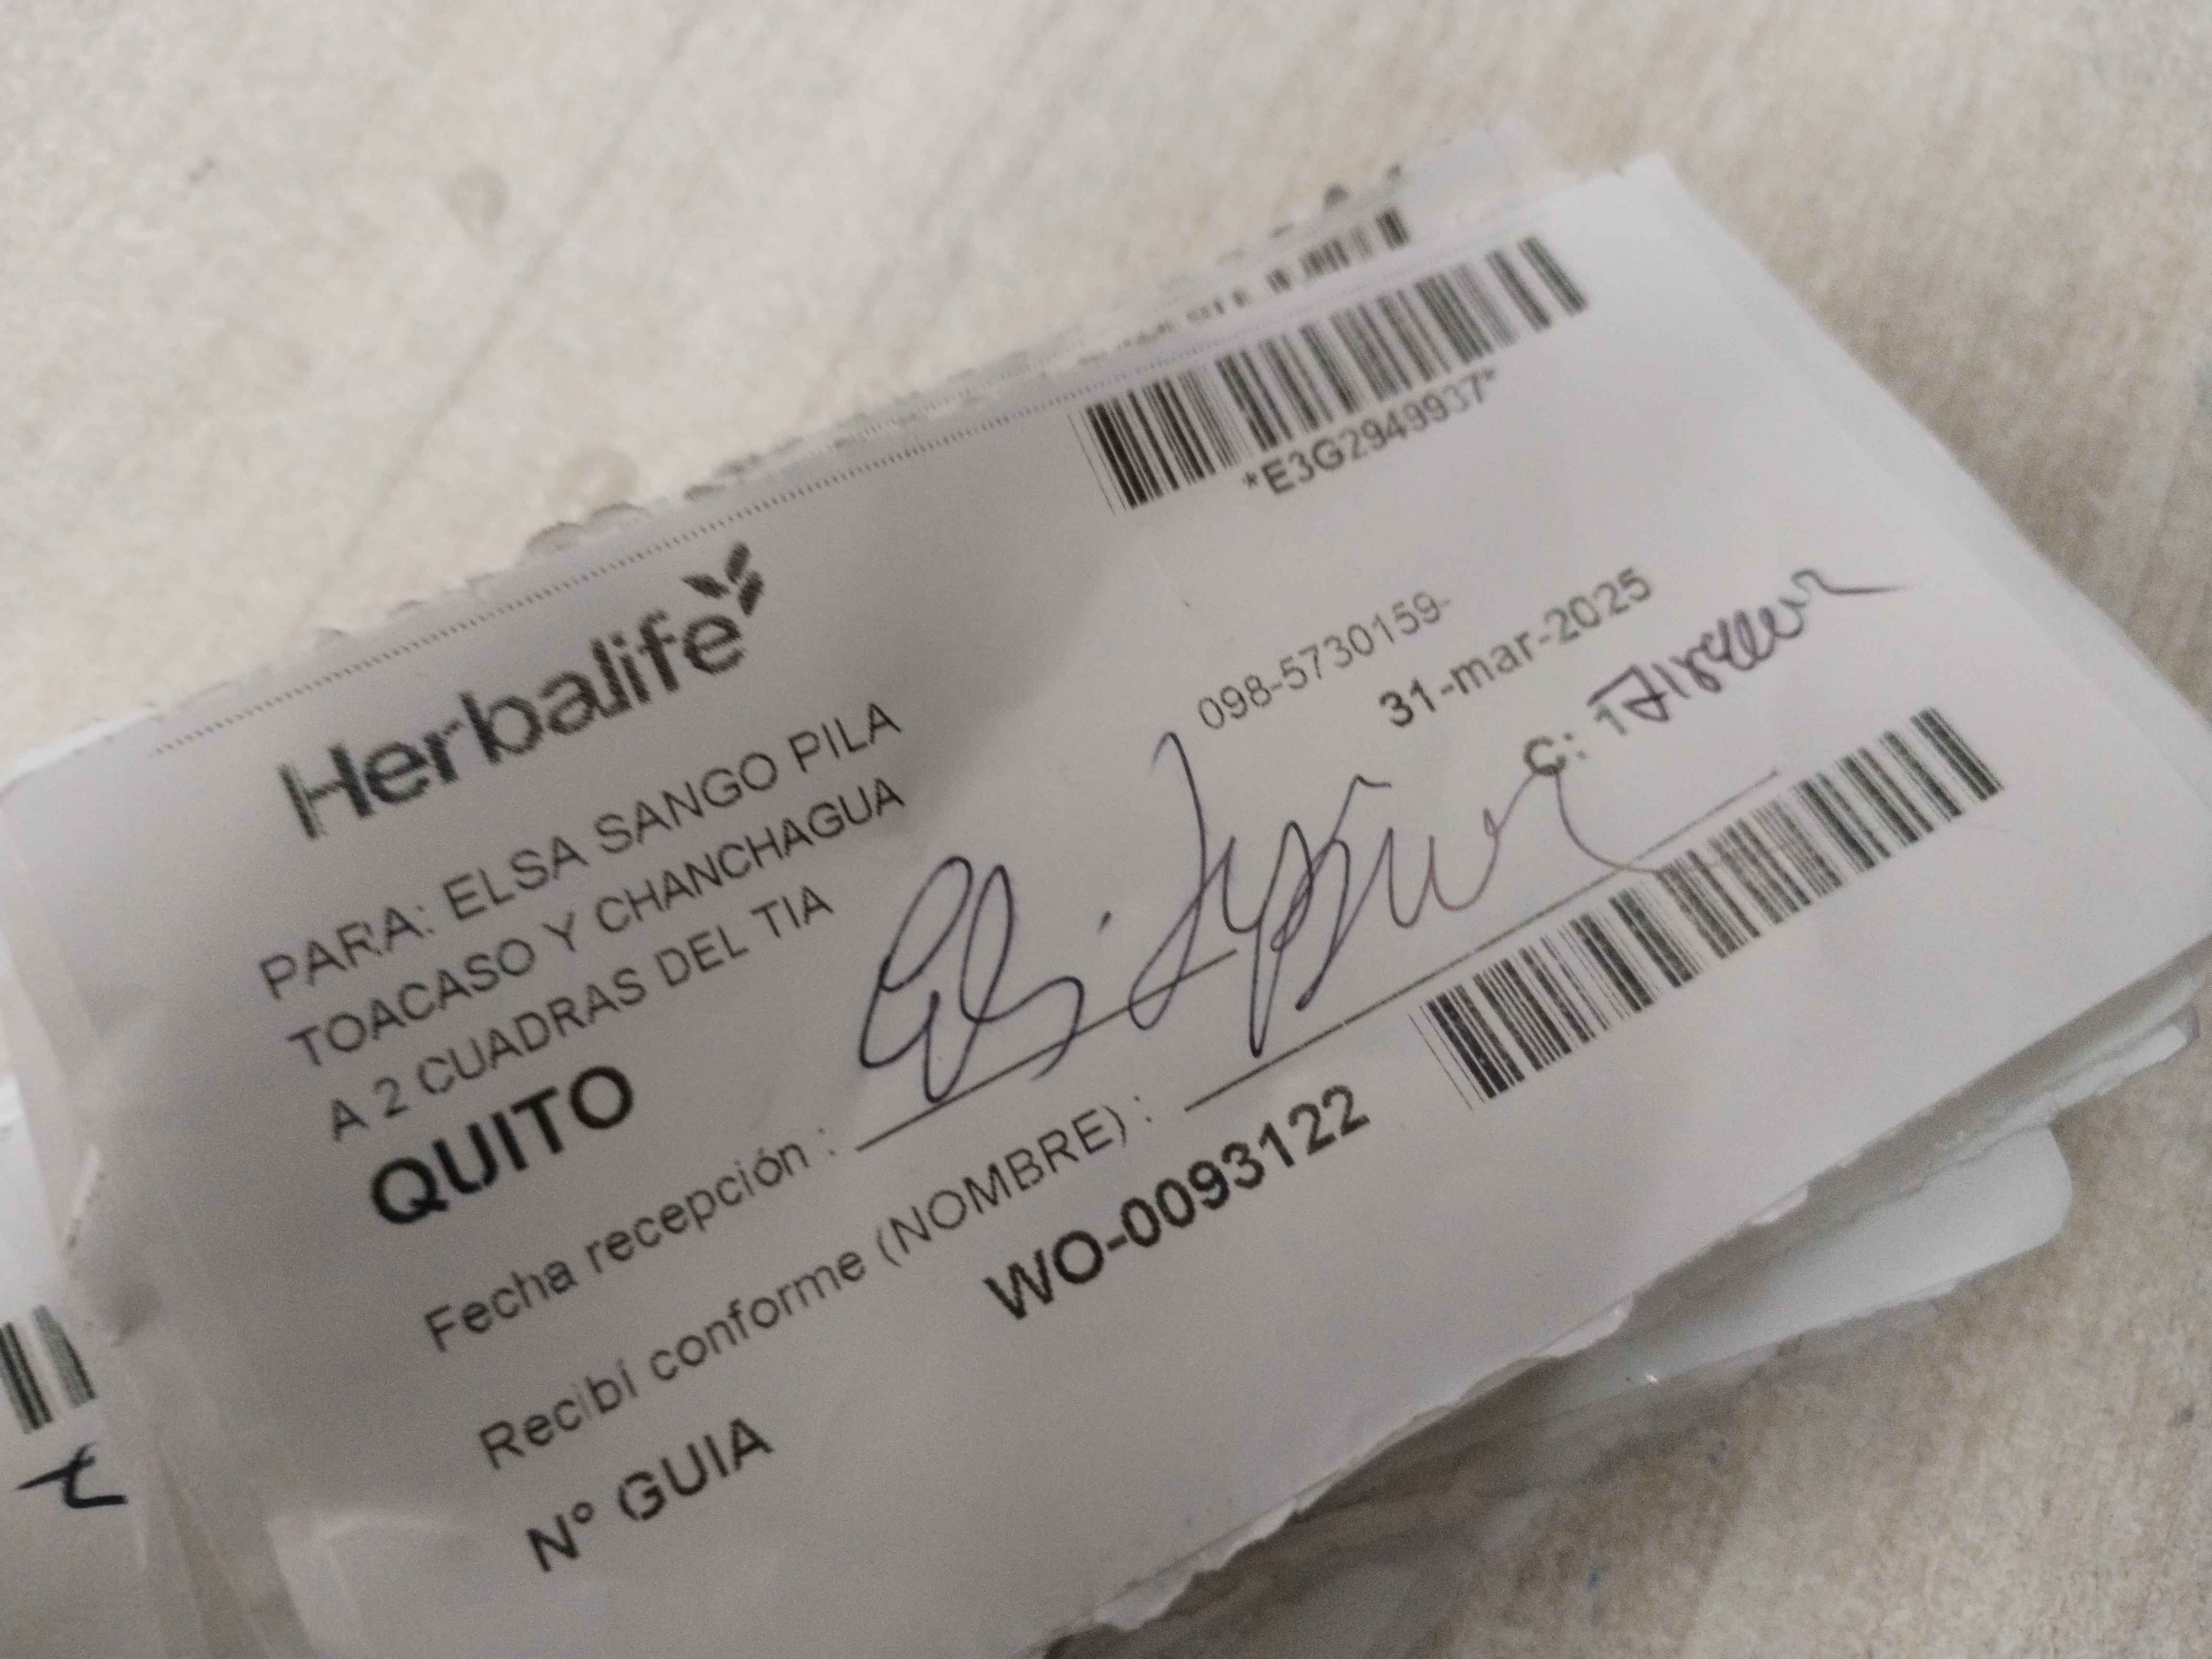 *E3G2949937*
Herbalife
PARA: ELSA SANGO PILA
098-5730159-
TOACASO Y CHANCHAGUA
31-mar-2025
A 2 CUADRAS DEL TIA
C:
QUITO
Fecha recepción :
Recibí conforme (NOMBRE) :
Nº GUIA
WO-0093122